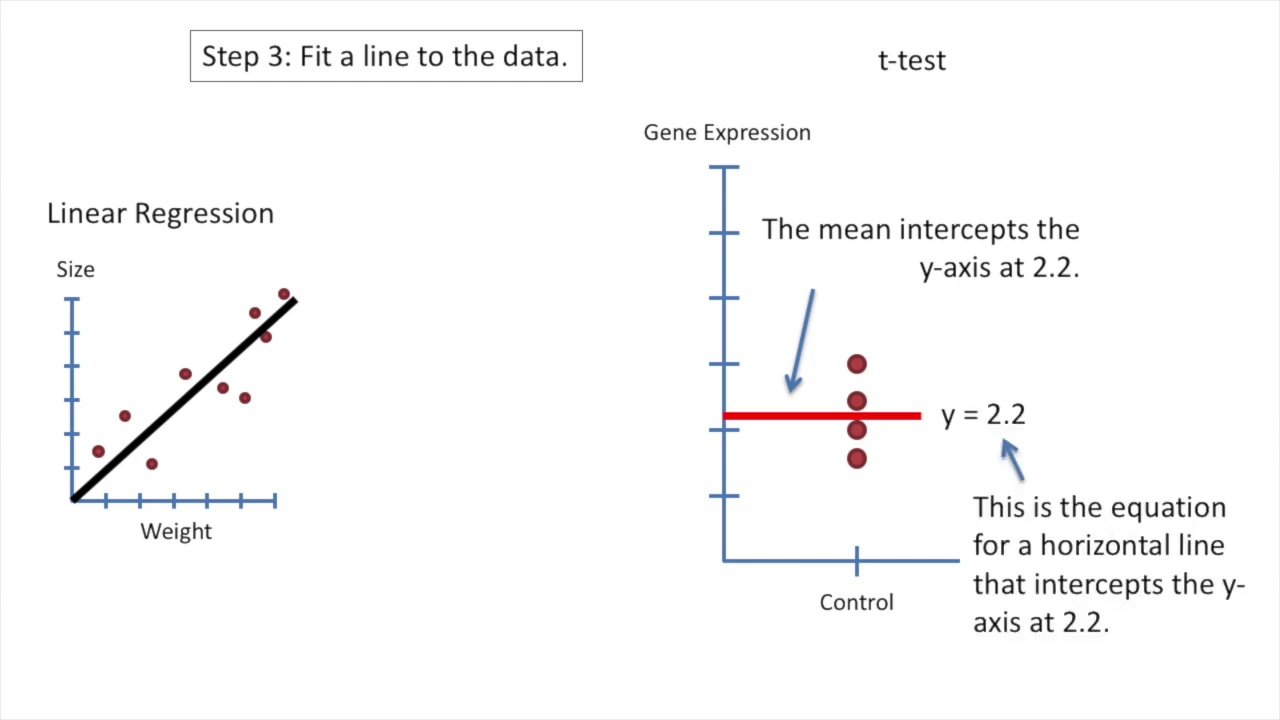 Step 3: Fit a line to the data.
t-test
Gene Expression
Linear Regression
The mean intercepts the
y-axis at 2.2.
Size
y = 2.2
This is the equation
for a horizontal line
that intercepts the y-
axis at 2.2.
Weight
Control